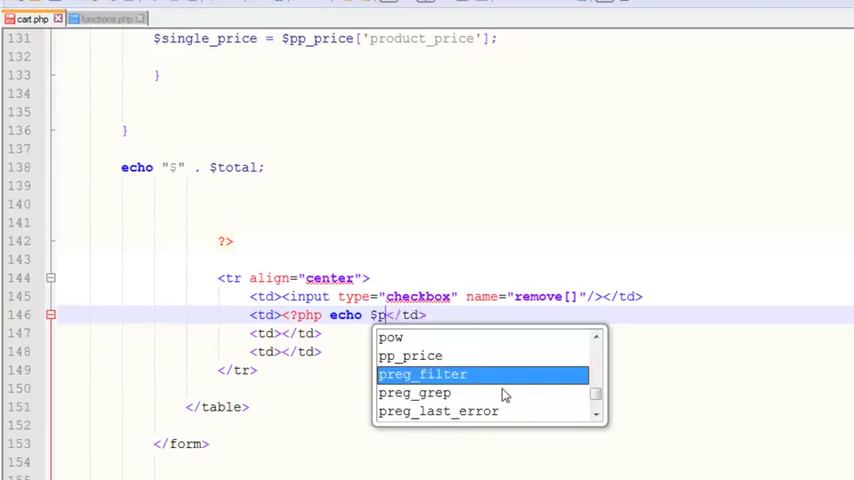 cart.php functions.php
131 $single_price = $pp_price['product_price'];
132
133 }
134
135
136 }
137
138 echo "$" . $total;
139
140
141
142 ?>
143
144 <tr align="center">
145 <td><input type="checkbox" name="remove[]"/></td>
146 <td><?php echo $p</td>
147 <td></td>
148 <td></td>
149 </tr>
150
151 </table>
152
153 </form>
154
pow
pp_price
preg_filter
preg_grep
preg_last_error